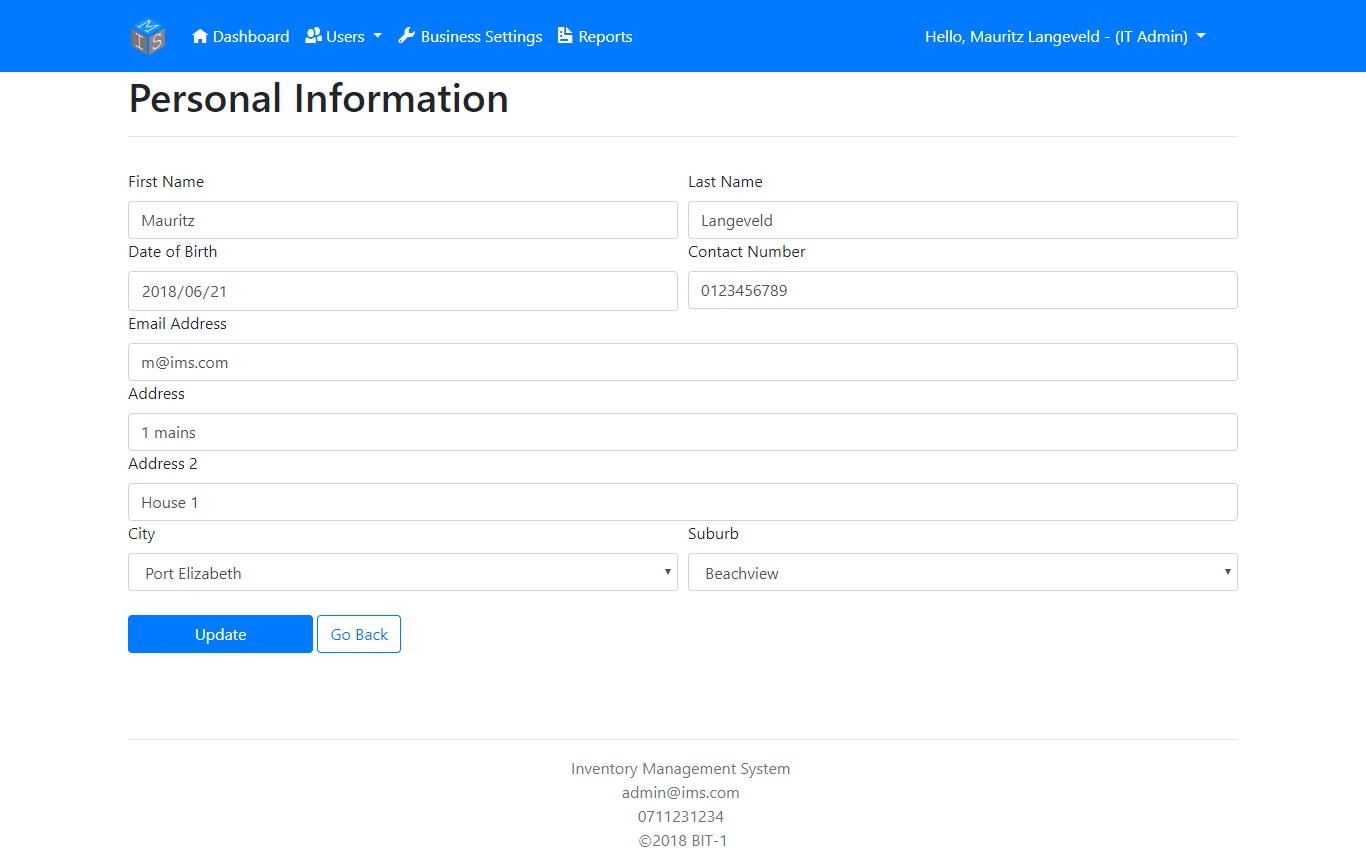 MIS
Dashboard Users Business Settings Reports Hello, Mauritz Langeveld - (IT Admin)
Personal Information
First Name Last Name
Mauritz Langeveld
Date of Birth Contact Number
2018/06/21 0123456789
Email Address
m@ims.com
Address
1 mains
Address 2
House 1
City Suburb
Port Elizabeth Beachview
Update Go Back
Inventory Management System
admin@ims.com
0711231234
©2018 BIT-1